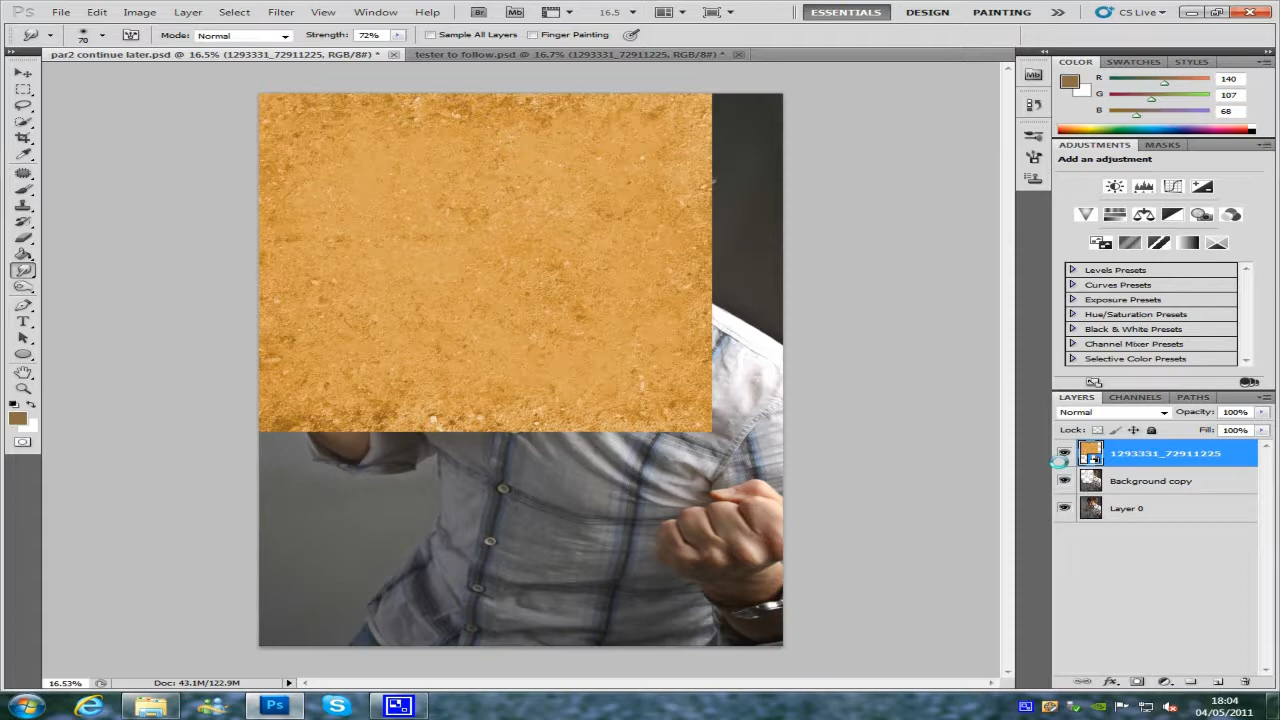 Ps File Edit Image Layer Select Filter View Window Help Br Mb 16.5 ESSENTIALS DESIGN PAINTING CS Live
70 Mode: Normal Strength: 72% Sample All Layers Finger Painting
par2 continue later.psd @ 16.5% (1293331_72911225, RGB/8#) * tester to follow.psd @ 16.7% (1293331_72911225, RGB/8#) *
COLOR SWATCHES STYLES
R 140
G 107
B 68
ADJUSTMENTS MASKS
Add an adjustment
Levels Presets
Curves Presets
Exposure Presets
Hue/Saturation Presets
Black & White Presets
Channel Mixer Presets
Selective Color Presets
LAYERS CHANNELS PATHS
Normal Opacity: 100%
Lock: Fill: 100%
1293331_72911225
Background copy
Layer 0
16.53% Doc: 43.1M/122.9M
18:04
04/05/2011